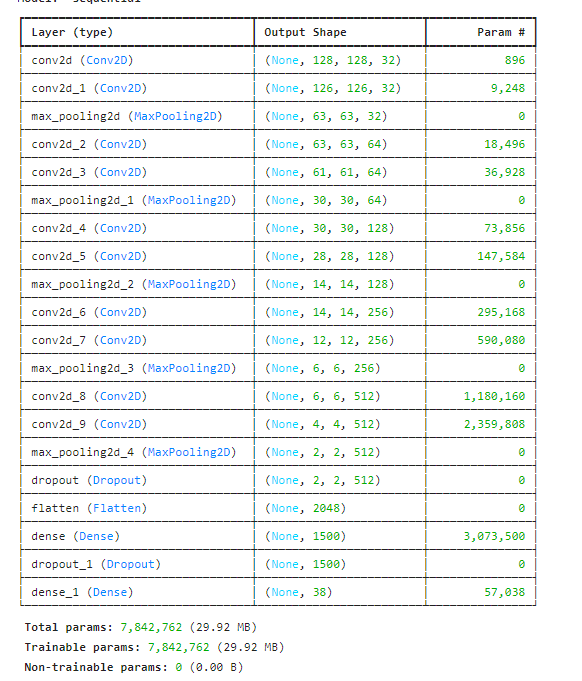 Model: "sequential"
Layer (type) Output Shape Param #
conv2d (Conv2D) (None, 128, 128, 32) 896
conv2d_1 (Conv2D) (None, 126, 126, 32) 9,248
max_pooling2d (MaxPooling2D) (None, 63, 63, 32) 0
conv2d_2 (Conv2D) (None, 63, 63, 64) 18,496
conv2d_3 (Conv2D) (None, 61, 61, 64) 36,928
max_pooling2d_1 (MaxPooling2D) (None, 30, 30, 64) 0
conv2d_4 (Conv2D) (None, 30, 30, 128) 73,856
conv2d_5 (Conv2D) (None, 28, 28, 128) 147,584
max_pooling2d_2 (MaxPooling2D) (None, 14, 14, 128) 0
conv2d_6 (Conv2D) (None, 14, 14, 256) 295,168
conv2d_7 (Conv2D) (None, 12, 12, 256) 590,080
max_pooling2d_3 (MaxPooling2D) (None, 6, 6, 256) 0
conv2d_8 (Conv2D) (None, 6, 6, 512) 1,180,160
conv2d_9 (Conv2D) (None, 4, 4, 512) 2,359,808
max_pooling2d_4 (MaxPooling2D) (None, 2, 2, 512) 0
dropout (Dropout) (None, 2, 2, 512) 0
flatten (Flatten) (None, 2048) 0
dense (Dense) (None, 1500) 3,073,500
dropout_1 (Dropout) (None, 1500) 0
dense_1 (Dense) (None, 38) 57,038
Total params: 7,842,762 (29.92 MB)
Trainable params: 7,842,762 (29.92 MB)
Non-trainable params: 0 (0.00 B)